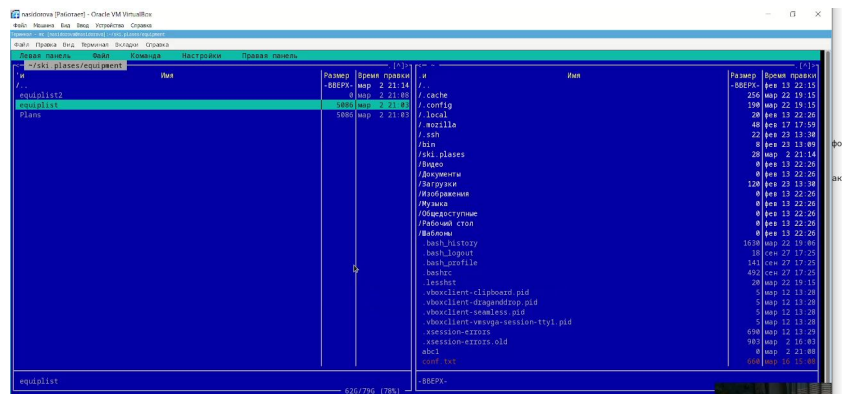 nasidorova [Работает] - Oracle VM VirtualBox
Файл Машина Вид Ввод Устройства Справка
Файл Правка Вид Терминал Вкладки Справка
Левая панель Файл Команда Настройки Правая панель
~/ski.plases/equipment .[^]>
'и Имя Размер Время правки
/.. -ВВЕРХ- мар 2 21:14
equiplist2 0 мар 2 21:08
equiplist 5086 мар 2 21:03
Plans 5086 мар 2 21:03
equiplist
62G/79G (78%)
<- ~ .[^]>
.и Имя Размер Время правки
/.. -ВВЕРХ- фев 13 22:15
/.cache 256 мар 22 19:15
/.config 190 мар 22 19:15
/.local 20 фев 13 22:26
/.mozilla 48 фев 17 17:59
/.ssh 22 фев 23 13:30
/bin 8 фев 23 13:09
/ski.plases 28 мар 2 21:14
/Видео 0 фев 13 22:26
/Документы 0 фев 13 22:26
/Загрузки 120 фев 23 13:30
/Изображения 0 фев 13 22:26
/Музыка 0 фев 13 22:26
/Общедоступные 0 фев 13 22:26
/Рабочий стол 0 фев 13 22:26
/Шаблоны 0 фев 13 22:26
.bash_history 1630 мар 22 19:06
.bash_logout 18 сен 27 17:25
.bash_profile 141 сен 27 17:25
.bashrc 492 сен 27 17:25
.lesshst 20 мар 22 19:15
.vboxclient-clipboard.pid 5 мар 12 13:28
.vboxclient-draganddrop.pid 5 мар 12 13:28
.vboxclient-seamless.pid 5 мар 12 13:28
.vboxclient-vmsvga-session-tty1.pid 5 мар 12 13:28
.xsession-errors 690 мар 12 13:29
.xsession-errors.old 903 мар 2 16:03
abc1 0 мар 2 21:08
conf.txt 660 мар 16 15:08
-ВВЕРХ-
фо
ак